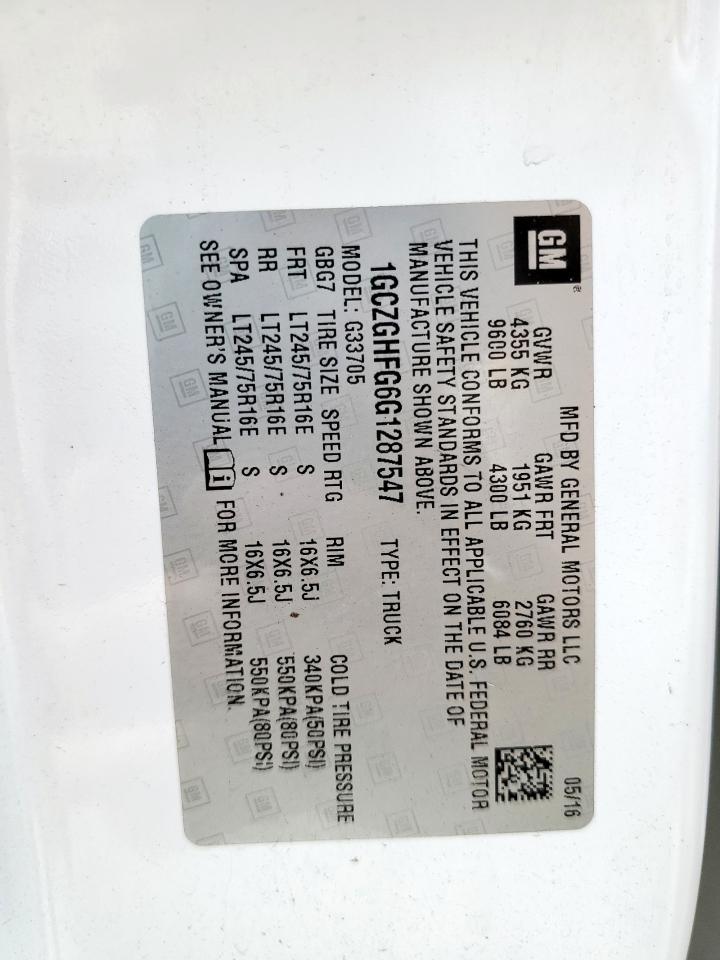 GM
MFD BY GENERAL MOTORS LLC 05/16
GVWR GAWR FRT GAWR RR
4355 KG 1951 KG 2760 KG
9600 LB 4300 LB 6084 LB
THIS VEHICLE CONFORMS TO ALL APPLICABLE U.S. FEDERAL MOTOR
VEHICLE SAFETY STANDARDS IN EFFECT ON THE DATE OF
MANUFACTURE SHOWN ABOVE.
1GCZGHFG6G1287547 TYPE: TRUCK
MODEL: G33705
GBG7 TIRE SIZE SPEED RTG RIM COLD TIRE PRESSURE
FRT LT245/75R16E S 16X6.5J 340KPA(50PSI)
RR LT245/75R16E S 16X6.5J 550KPA(80PSI)
SPA LT245/75R16E S 16X6.5J 550KPA(80PSI)
SEE OWNER'S MANUAL i FOR MORE INFORMATION.